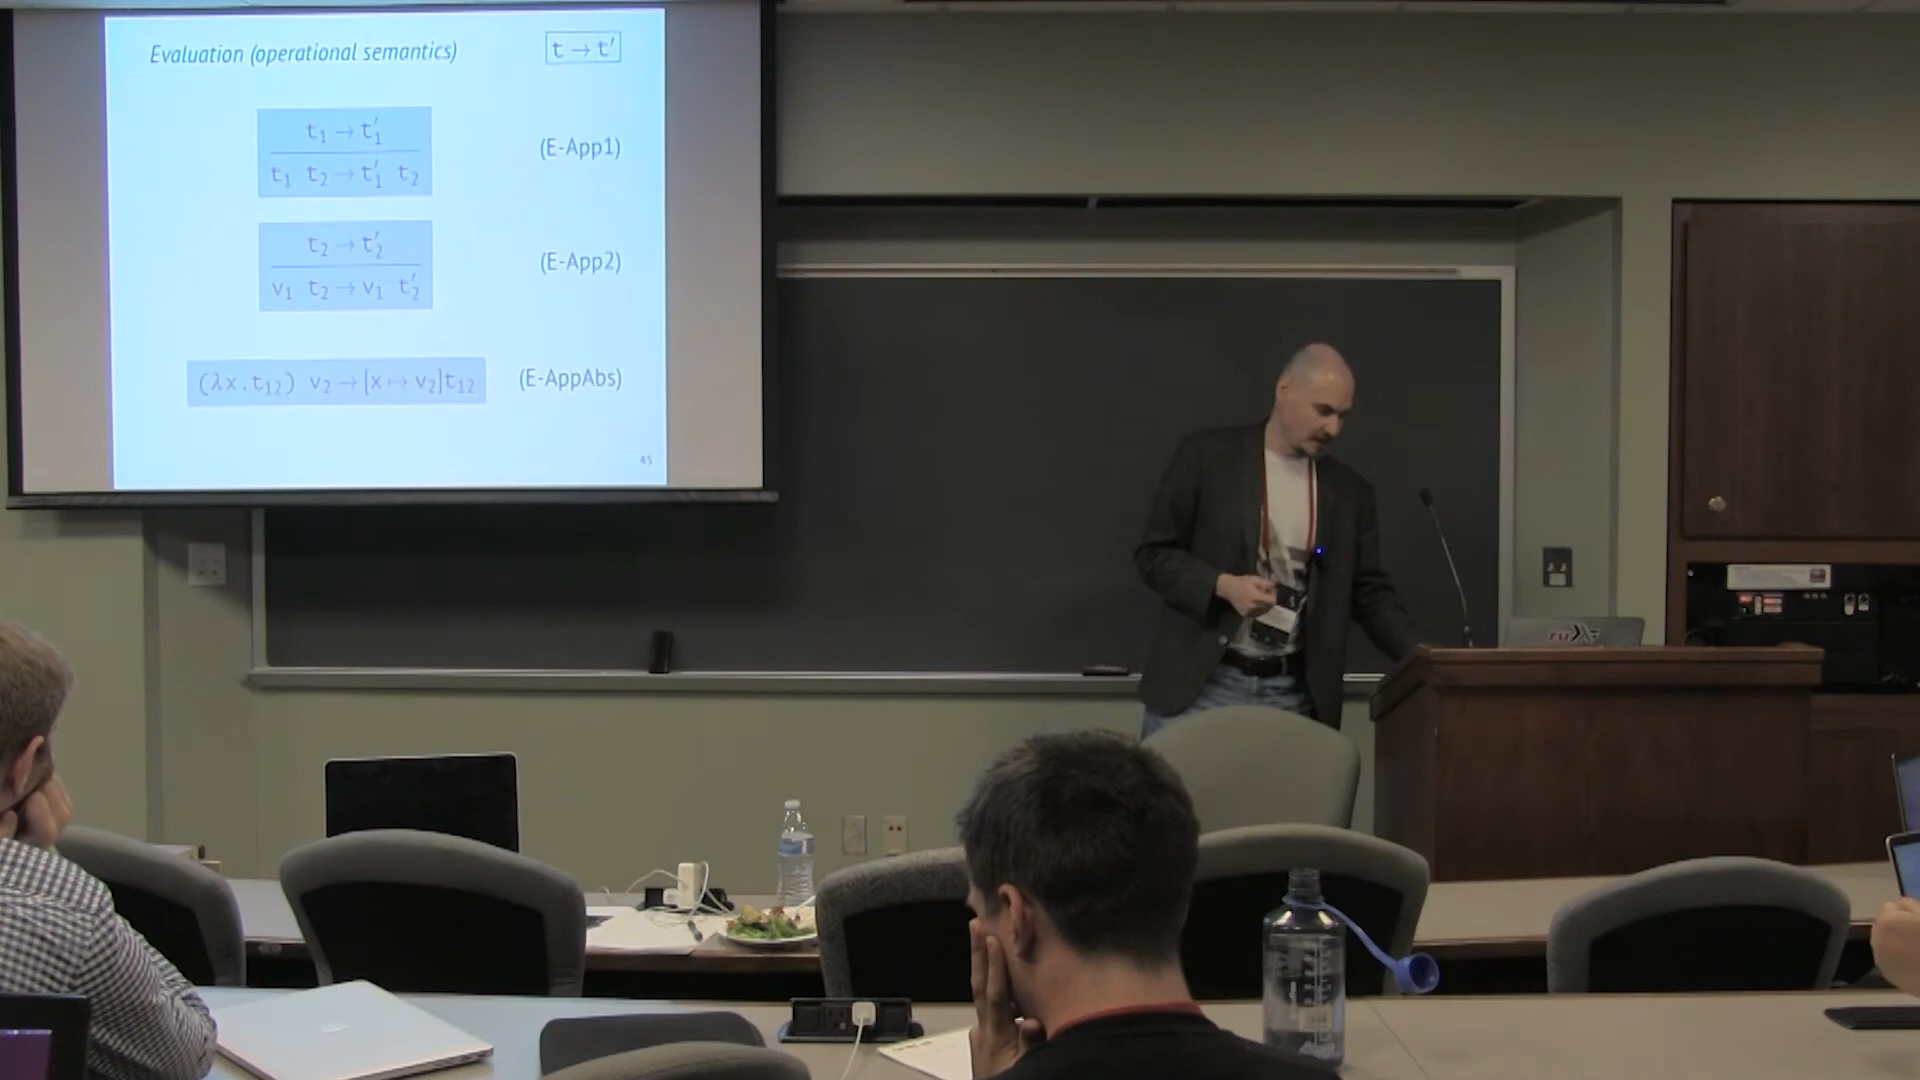 Evaluation (operational semantics)
t → t′
t₁ → t′₁
t₁ t₂ → t′₁ t₂
(E-App1)
t₂ → t′₂
v₁ t₂ → v₁ t′₂
(E-App2)
(λx.t₁₂) v₂ → [x ↦ v₂]t₁₂
(E-AppAbs)
45
ru